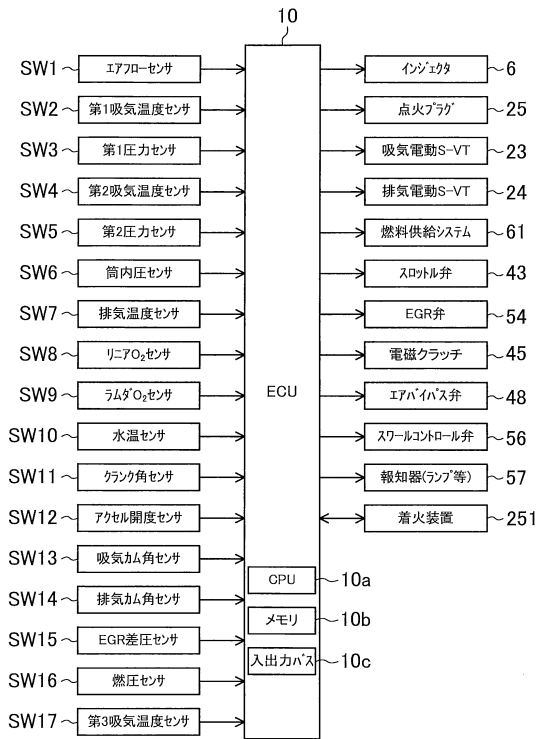 10
SW1 ｴｱﾌﾛｰｾﾝｻ
SW2 第1吸気温度ｾﾝｻ
SW3 第1圧力ｾﾝｻ
SW4 第2吸気温度ｾﾝｻ
SW5 第2圧力ｾﾝｻ
SW6 筒内圧ｾﾝｻ
SW7 排気温度ｾﾝｻ
SW8 ﾘﾆｱO₂ｾﾝｻ
SW9 ﾗﾑﾀﾞO₂ｾﾝｻ
SW10 水温ｾﾝｻ
SW11 ｸﾗﾝｸ角ｾﾝｻ
SW12 ｱｸｾﾙ開度ｾﾝｻ
SW13 吸気ｶﾑ角ｾﾝｻ
SW14 排気ｶﾑ角ｾﾝｻ
SW15 EGR差圧ｾﾝｻ
SW16 燃圧ｾﾝｻ
SW17 第3吸気温度ｾﾝｻ
ECU
CPU 10a
ﾒﾓﾘ 10b
入出力ﾊﾞｽ 10c
ｲﾝｼﾞｪｸﾀ 6
点火ﾌﾟﾗｸﾞ 25
吸気電動S-VT 23
排気電動S-VT 24
燃料供給ｼｽﾃﾑ 61
ｽﾛｯﾄﾙ弁 43
EGR弁 54
電磁ｸﾗｯﾁ 45
ｴｱﾊﾞｲﾊﾟｽ弁 48
ｽﾜｰﾙｺﾝﾄﾛｰﾙ弁 56
報知器(ﾗﾝﾌﾟ等) 57
着火装置 251